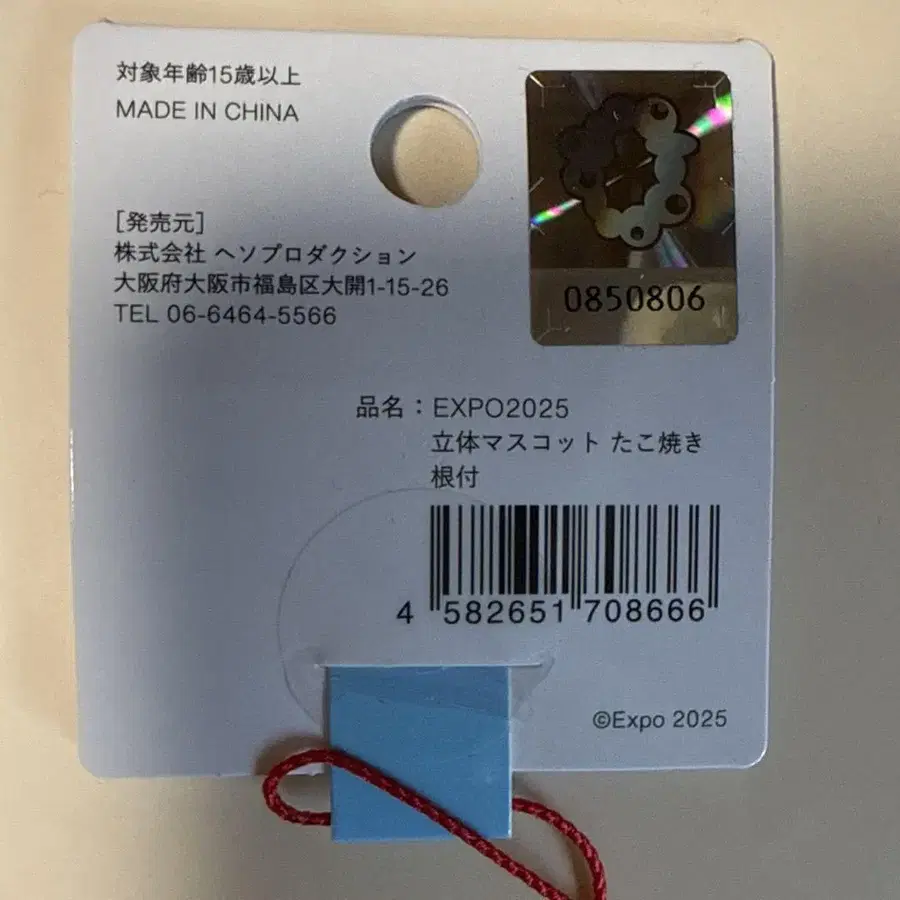 対象年齢15歳以上
MADE IN CHINA
[発売元]
株式会社 ヘソプロダクション
大阪府大阪市福島区大開1-15-26
TEL 06-6464-5566
0850806
品名：EXPO2025
立体マスコット たこ焼き
根付
4 582651 708666
©Expo 2025